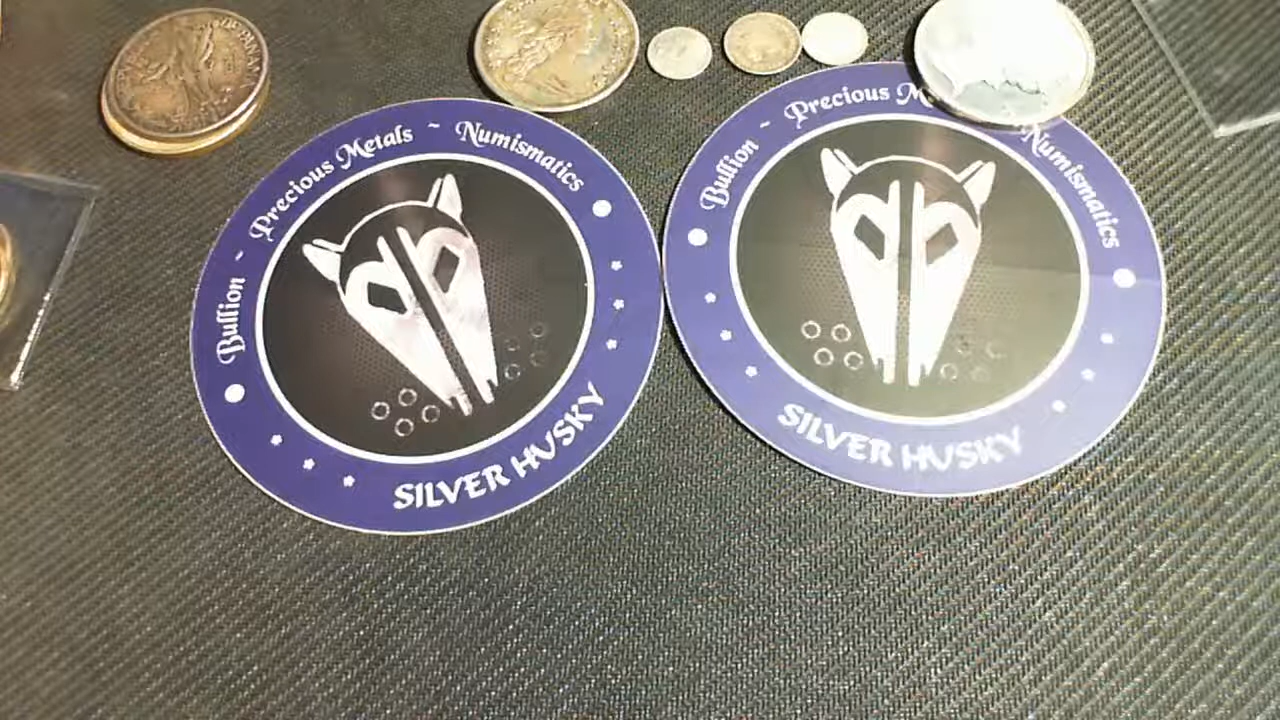 Bullion ~ Precious Metals ~ Numismatics
SILVER HUSKY
Bullion ~ Precious M
Numismatics
SILVER HUSKY